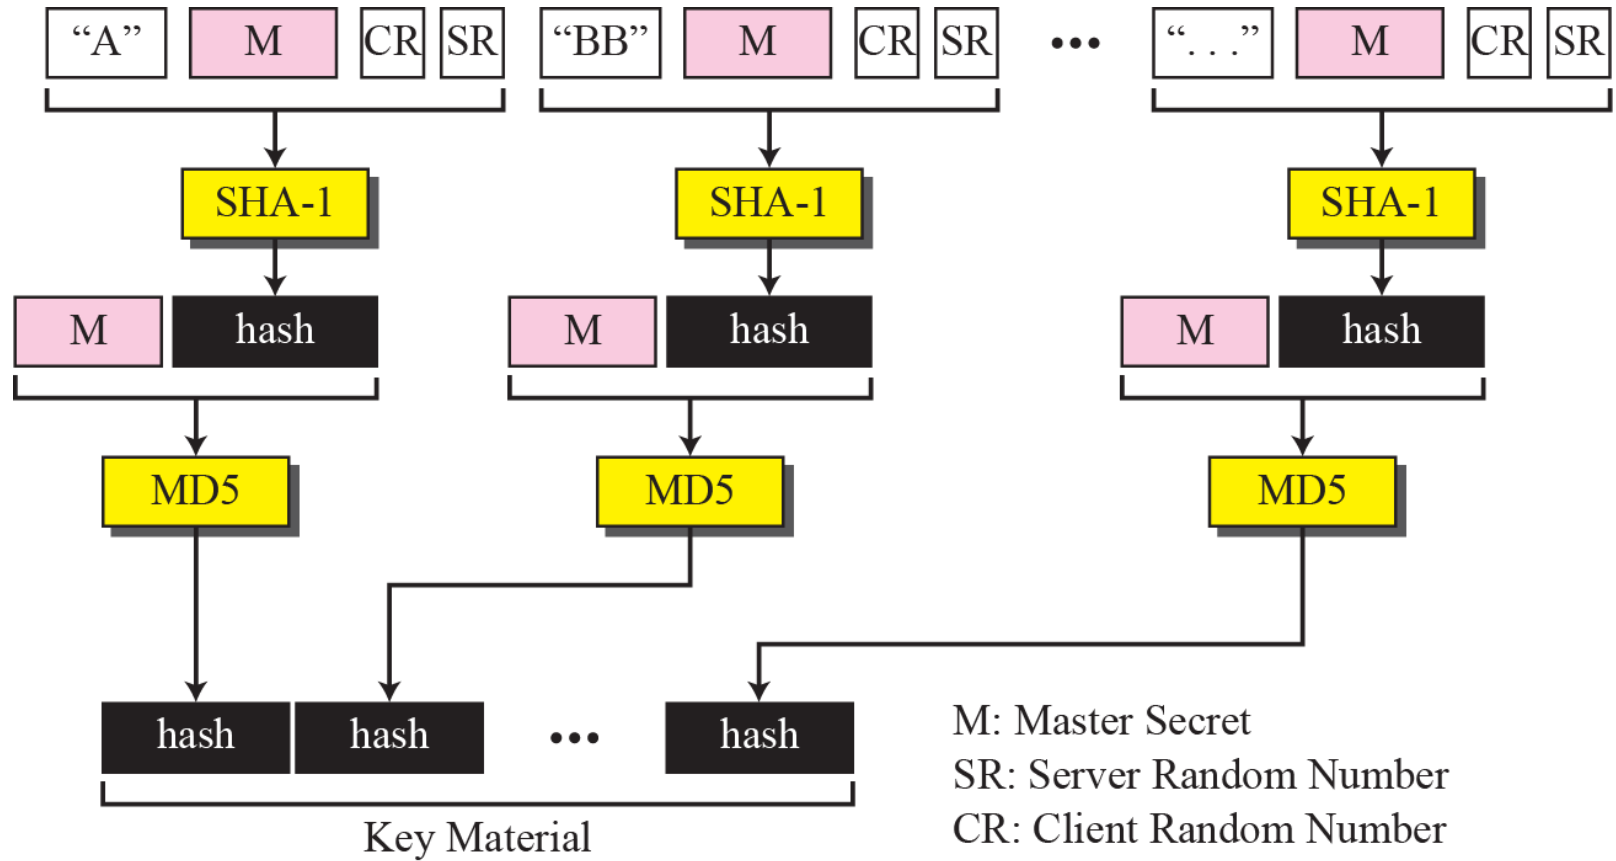 “A” M CR SR “BB” M CR SR ••• “. . .” M CR SR
SHA-1 SHA-1 SHA-1
M hash M hash M hash
MD5 MD5 MD5
hash hash ••• hash
Key Material
M: Master Secret
SR: Server Random Number
CR: Client Random Number